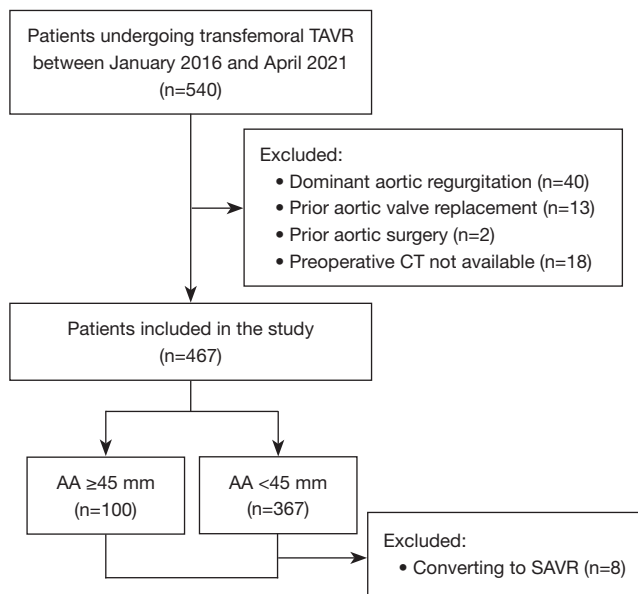 Patients undergoing transfemoral TAVR
between January 2016 and April 2021
(n=540)
Excluded:
• Dominant aortic regurgitation (n=40)
• Prior aortic valve replacement (n=13)
• Prior aortic surgery (n=2)
• Preoperative CT not available (n=18)
Patients included in the study
(n=467)
AA ≥45 mm
(n=100)
AA <45 mm
(n=367)
Excluded:
• Converting to SAVR (n=8)